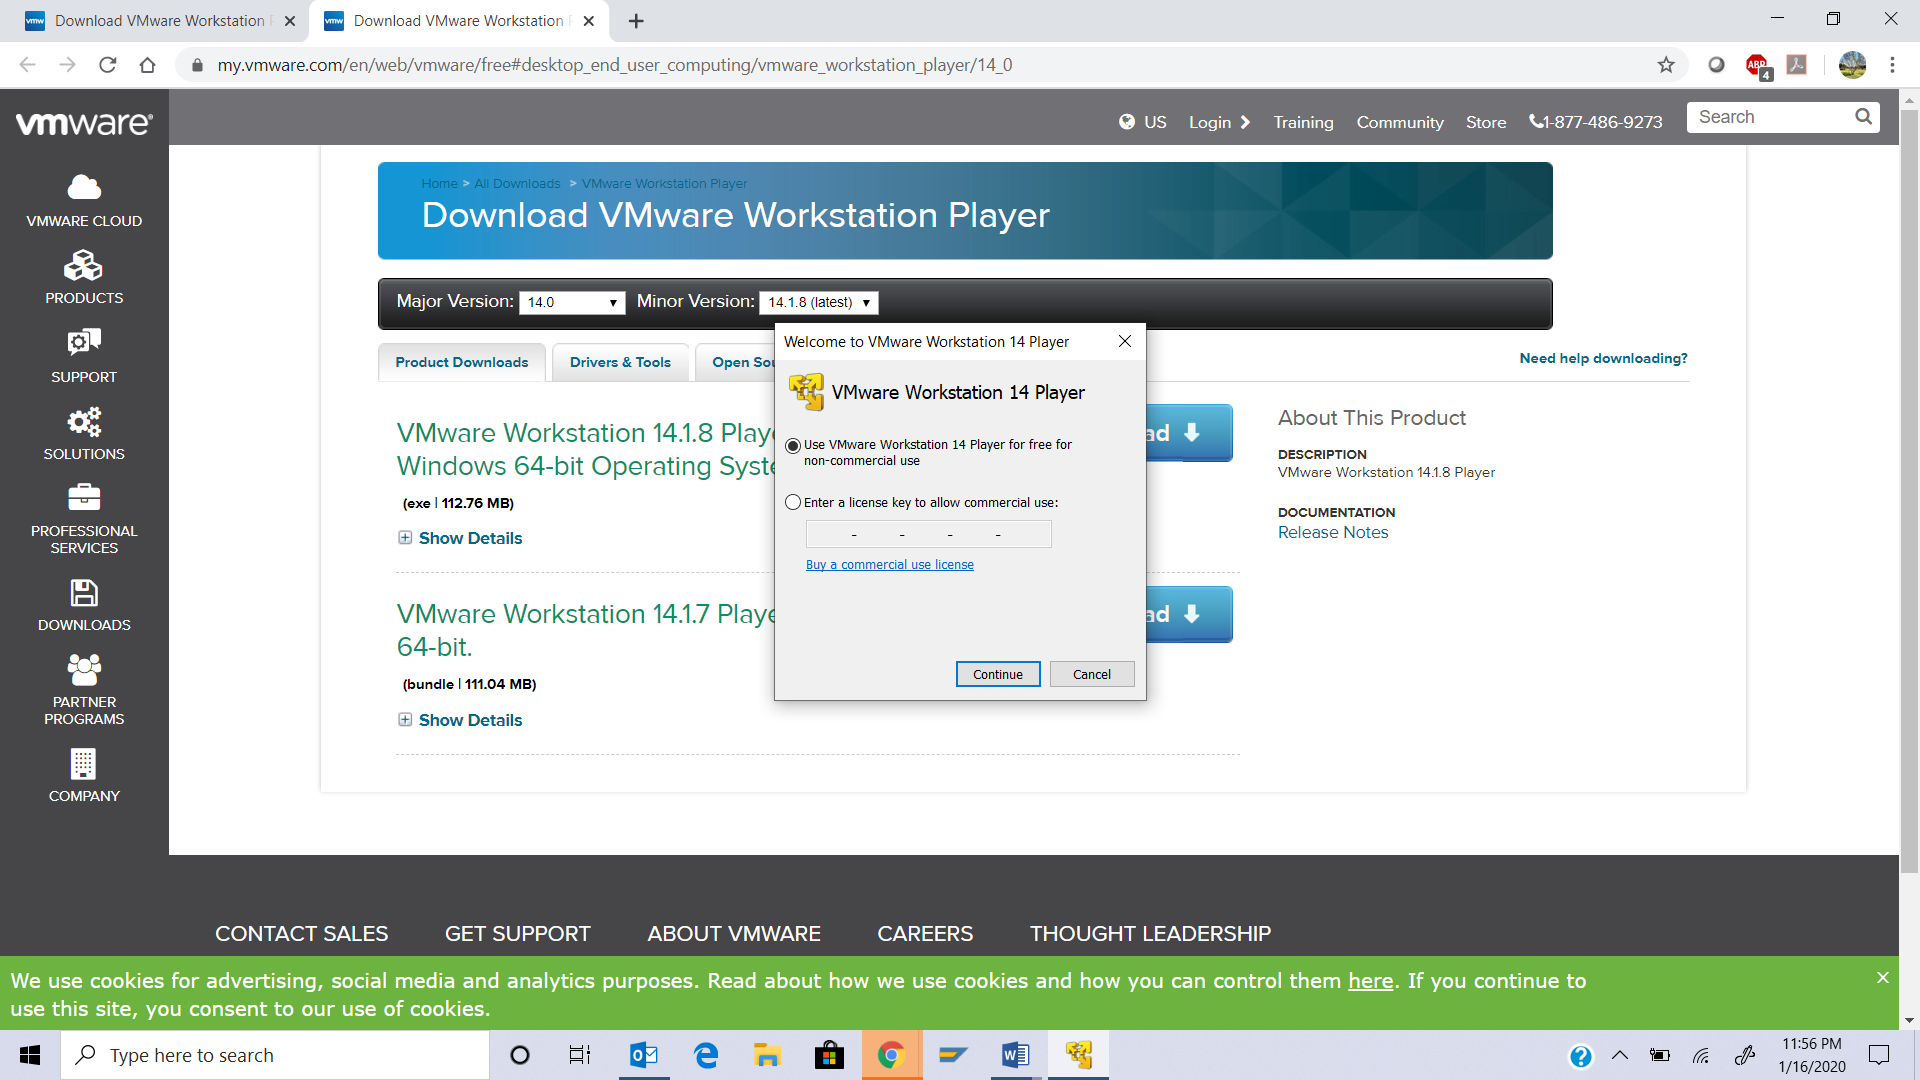 Download VMware Workstation
Download VMware Workstation
my.vmware.com/en/web/vmware/free#desktop_end_user_computing/vmware_workstation_player/14_0
ABP
4
vmware
US
Login
Training
Community
Store
1-877-486-9273
Search
VMWARE CLOUD
PRODUCTS
SUPPORT
SOLUTIONS
PROFESSIONAL
SERVICES
DOWNLOADS
PARTNER
PROGRAMS
COMPANY
Home > All Downloads > VMware Workstation Player
Download VMware Workstation Player
Major Version: 14.0 Minor Version: 14.1.8 (latest)
Product Downloads
Drivers & Tools
Open Sou
Need help downloading?
VMware Workstation 14.1.8 Playe
Windows 64-bit Operating Syste
(exe | 112.76 MB)
Show Details
ad
VMware Workstation 14.1.7 Playe
64-bit.
(bundle | 111.04 MB)
Show Details
ad
About This Product
DESCRIPTION
VMware Workstation 14.1.8 Player
DOCUMENTATION
Release Notes
Welcome to VMware Workstation 14 Player
VMware Workstation 14 Player
Use VMware Workstation 14 Player for free for
non-commercial use
Enter a license key to allow commercial use:
- - - -
Buy a commercial use license
Continue
Cancel
CONTACT SALES
GET SUPPORT
ABOUT VMWARE
CAREERS
THOUGHT LEADERSHIP
We use cookies for advertising, social media and analytics purposes. Read about how we use cookies and how you can control them here. If you continue to
use this site, you consent to our use of cookies.
Type here to search
11:56 PM
1/16/2020